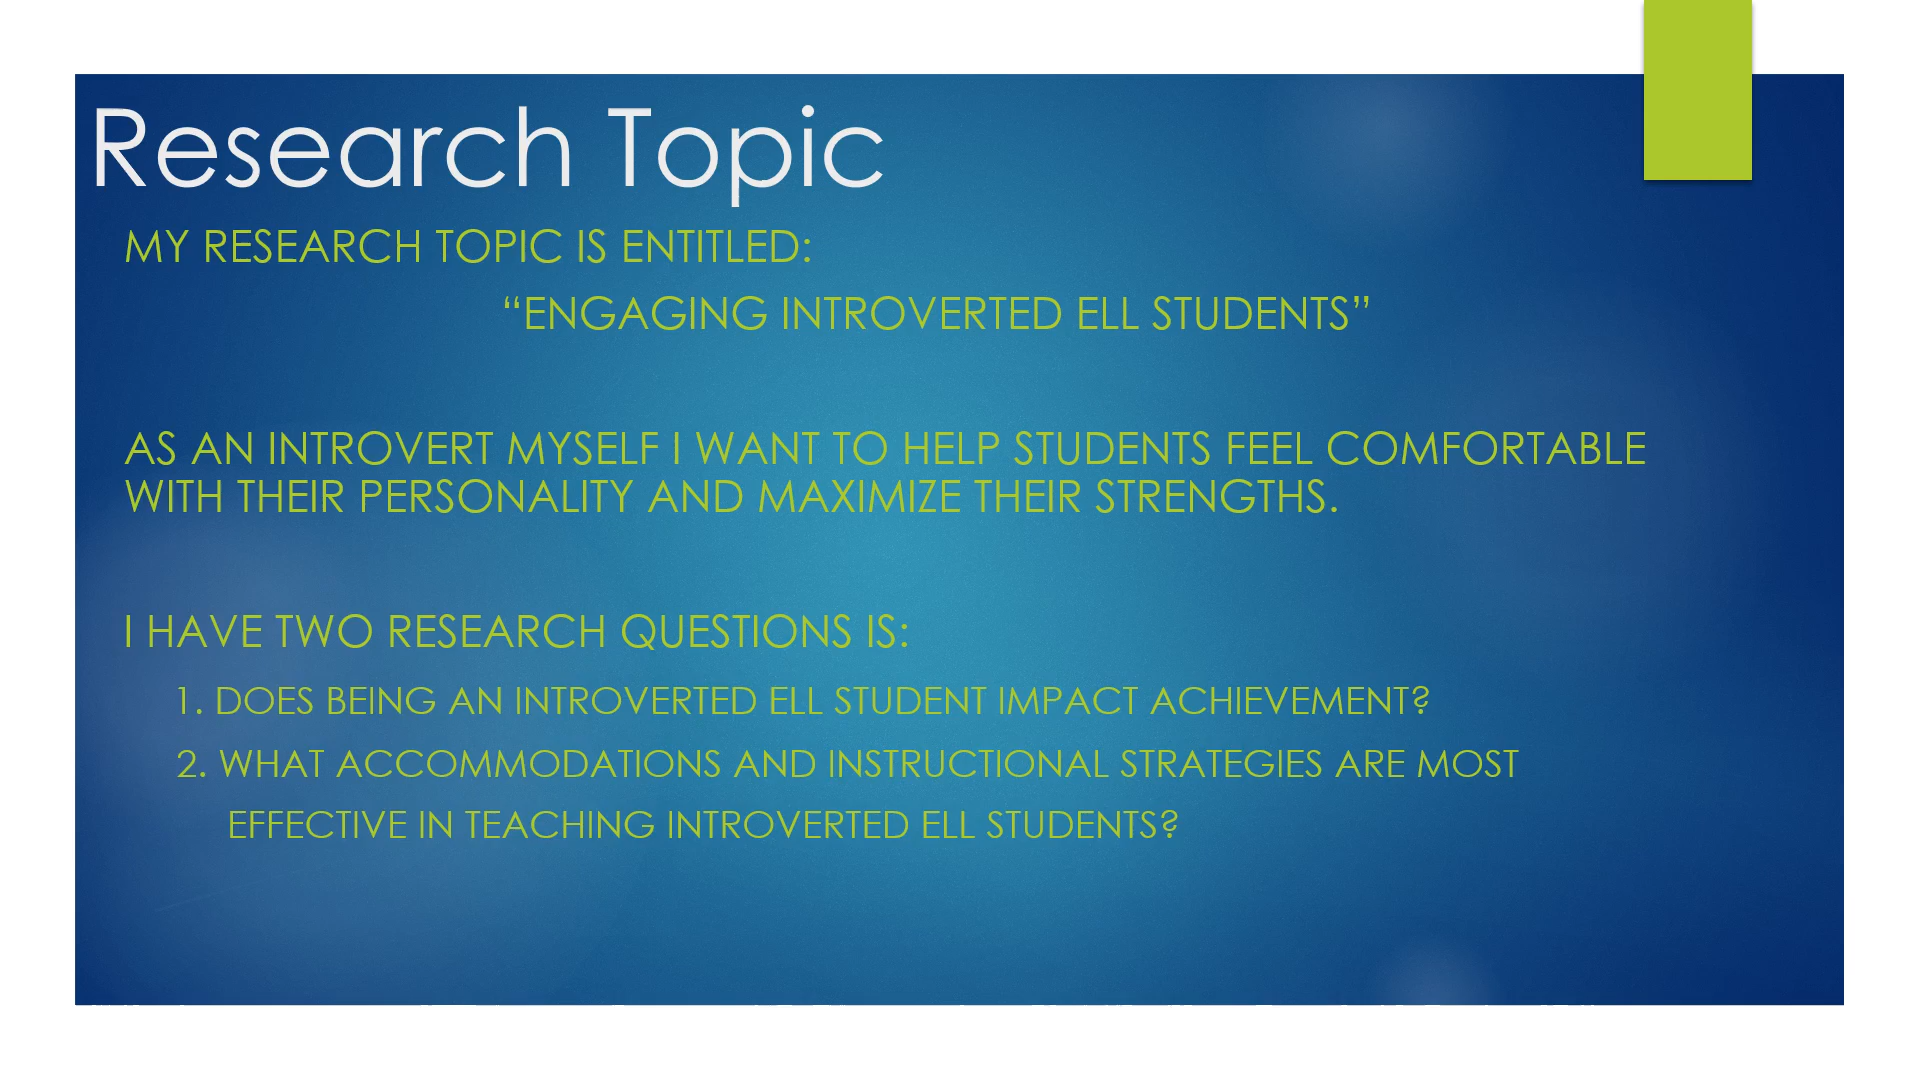 Research Topic
MY RESEARCH TOPIC IS ENTITLED:
“ENGAGING INTROVERTED ELL STUDENTS”
AS AN INTROVERT MYSELF I WANT TO HELP STUDENTS FEEL COMFORTABLE
WITH THEIR PERSONALITY AND MAXIMIZE THEIR STRENGTHS.
I HAVE TWO RESEARCH QUESTIONS IS:
1. DOES BEING AN INTROVERTED ELL STUDENT IMPACT ACHIEVEMENT?
2. WHAT ACCOMMODATIONS AND INSTRUCTIONAL STRATEGIES ARE MOST
EFFECTIVE IN TEACHING INTROVERTED ELL STUDENTS?